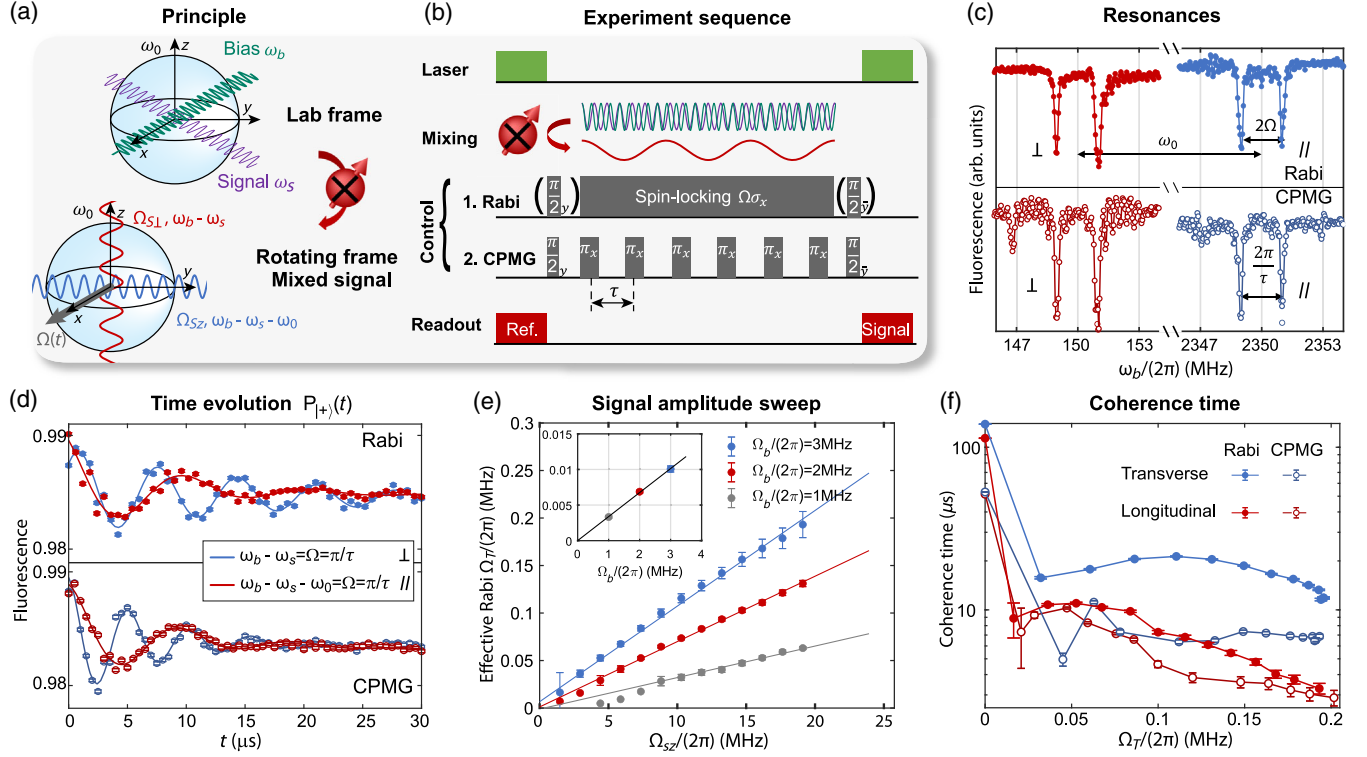 (a) Principle
ω0 z
Bias ωb
y
x
Signal ωs
Lab frame
ΩS⊥, ωb - ωs
ω0 z
y
x
Ω(t)
ΩSz, ωb - ωs - ω0
Rotating frame
Mixed signal
(b) Experiment sequence
Laser
Mixing
Control
1. Rabi
(π/2 y) Spin-locking Ωσx (π/2 ȳ)
2. CPMG
π/2 y πx πx πx πx πx πx π/2 ȳ
τ
Readout Ref. Signal
(c) Resonances
Fluorescence (arb. units)
2Ω
ω0
⊥ //
Rabi
CPMG
2π/τ
⊥ //
147 150 153 2347 2350 2353
ωb/(2π) (MHz)
(d) Time evolution P|+⟩(t)
Fluorescence
0.99
Rabi
0.98
ωb - ωs=Ω=π/τ ⊥
ωb - ωs - ω0=Ω=π/τ //
0.99
0.98
CPMG
0 5 10 15 20 25 30
t (μs)
(e) Signal amplitude sweep
Effective Rabi ΩT/(2π) (MHz)
0.3
0.25
0.2
0.15
0.1
0.05
0
0.015
0.010
0.005
0
0 1 2 3 4
Ωb/(2π) (MHz)
Ωb/(2π)=3MHz
Ωb/(2π)=2MHz
Ωb/(2π)=1MHz
0 5 10 15 20 25
Ωsz/(2π) (MHz)
(f) Coherence time
Coherence time (μs)
100
10
Rabi CPMG
Transverse
Longitudinal
0 0.05 0.1 0.15 0.2
ΩT/(2π) (MHz)